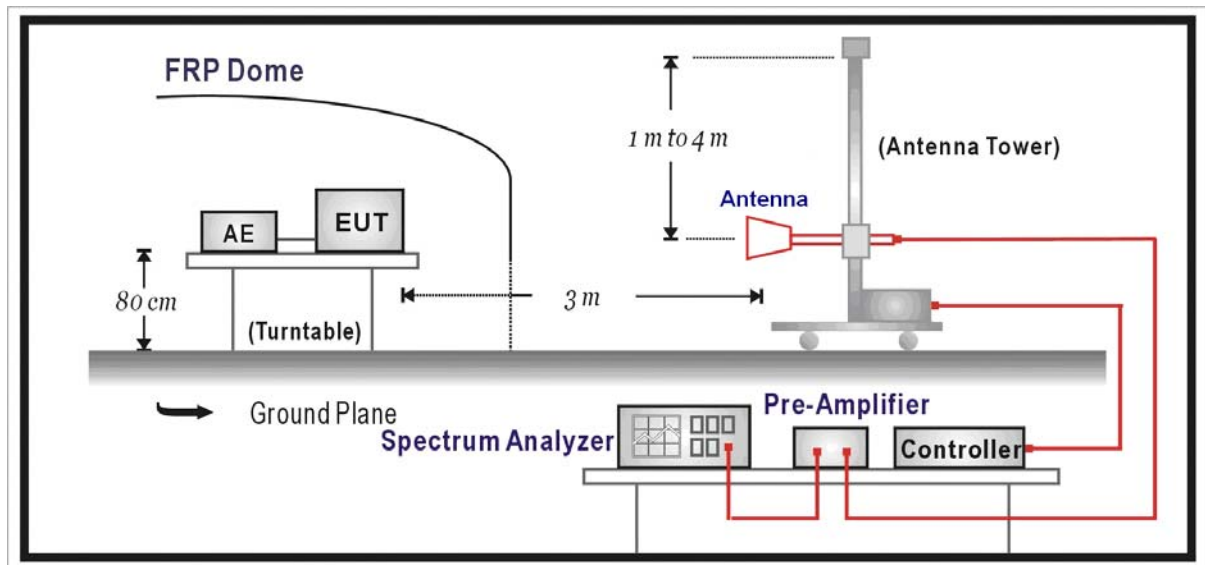 FRP Dome
1 m to 4 m
(Antenna Tower)
Antenna
AE
EUT
80 cm
3 m
(Turntable)
Ground Plane
Pre-Amplifier
Spectrum Analyzer
Controller